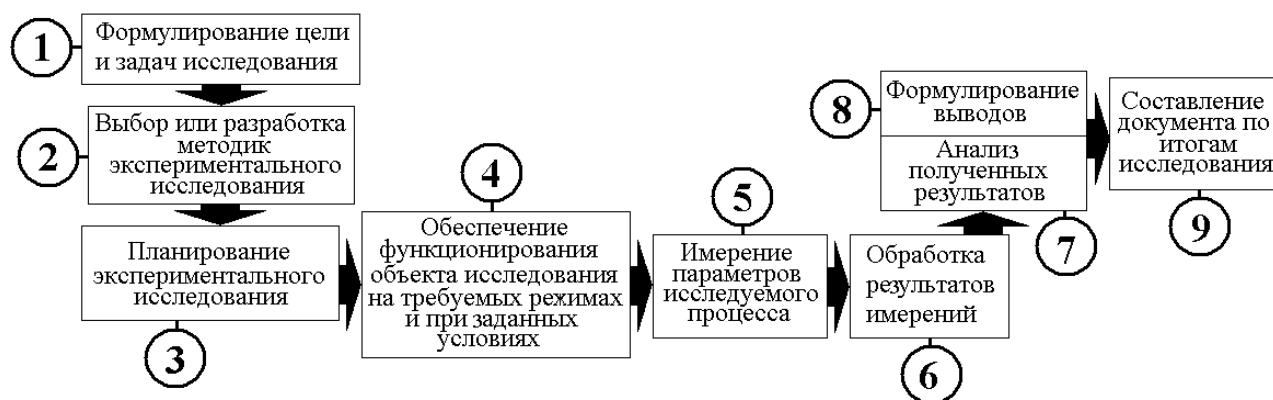 1
Формулирование цели
и задач исследования
2
Выбор или разработка
методик
экспериментального
исследования
3
Планирование
экспериментального
исследования
4
Обеспечение
функционирования
объекта исследования
на требуемых режимах
и при заданных
условиях
5
Имерение
параметров
исследуемого
процесса
6
Обработка
результатов
имерений
7
Анализ
полученных
результатов
8
Формулирование
выводов
9
Составление
документа по
итогам
исследования